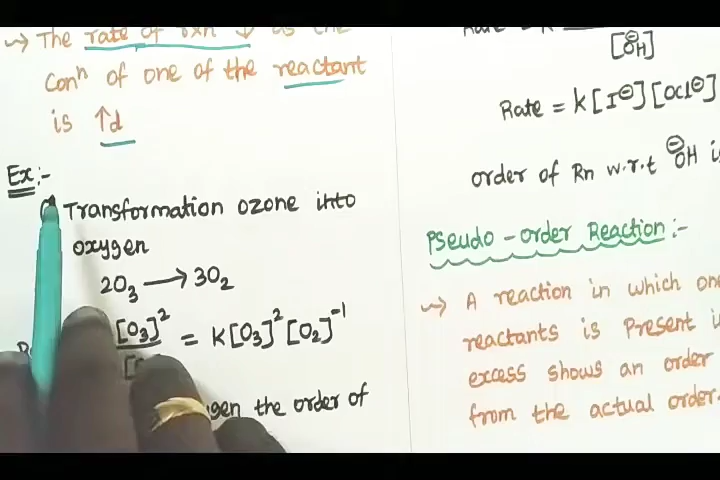 ↝ The rate of rxn ↓ as the
Conⁿ of one of the reactant
is ↑d
Ex:-
Transformation ozone into
oxygen
2O₃ ⟶ 3O₂
[O₃]² = K[O₃]² [O₂]⁻¹
gen the order of
[OH⊖]
Rate = K[I⊖][OCl⊖]
order of Rn w.r.t ⊖OH
Pseudo-order Reaction:-
↝ A reaction in which one
reactants is Present in
excess shows an order
from the actual order.